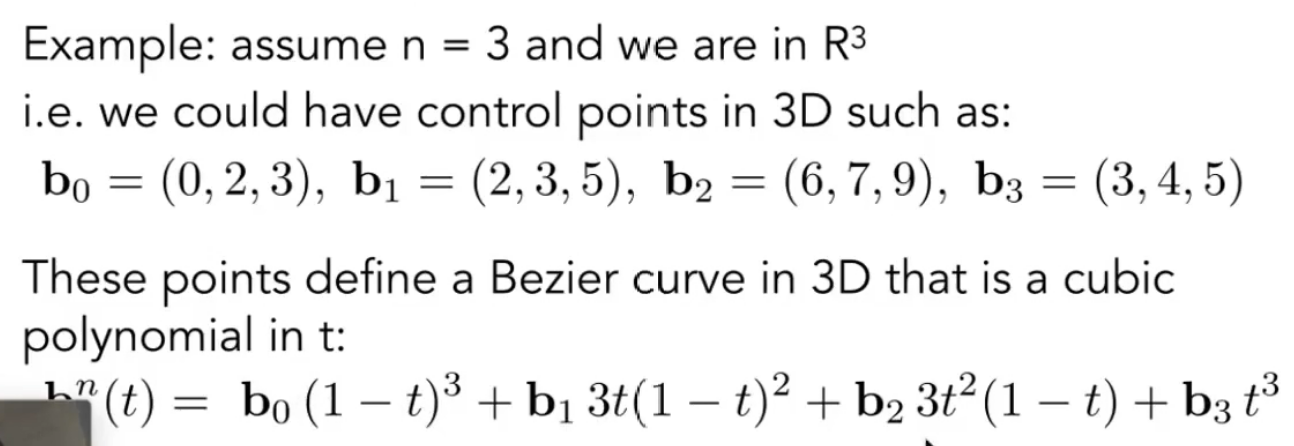 Example: assume n = 3 and we are in R³
i.e. we could have control points in 3D such as:
b₀ = (0, 2, 3), b₁ = (2, 3, 5), b₂ = (6, 7, 9), b₃ = (3, 4, 5)
These points define a Bezier curve in 3D that is a cubic
polynomial in t:
bⁿ(t) = b₀ (1 − t)³ + b₁ 3t(1 − t)² + b₂ 3t²(1 − t) + b₃ t³